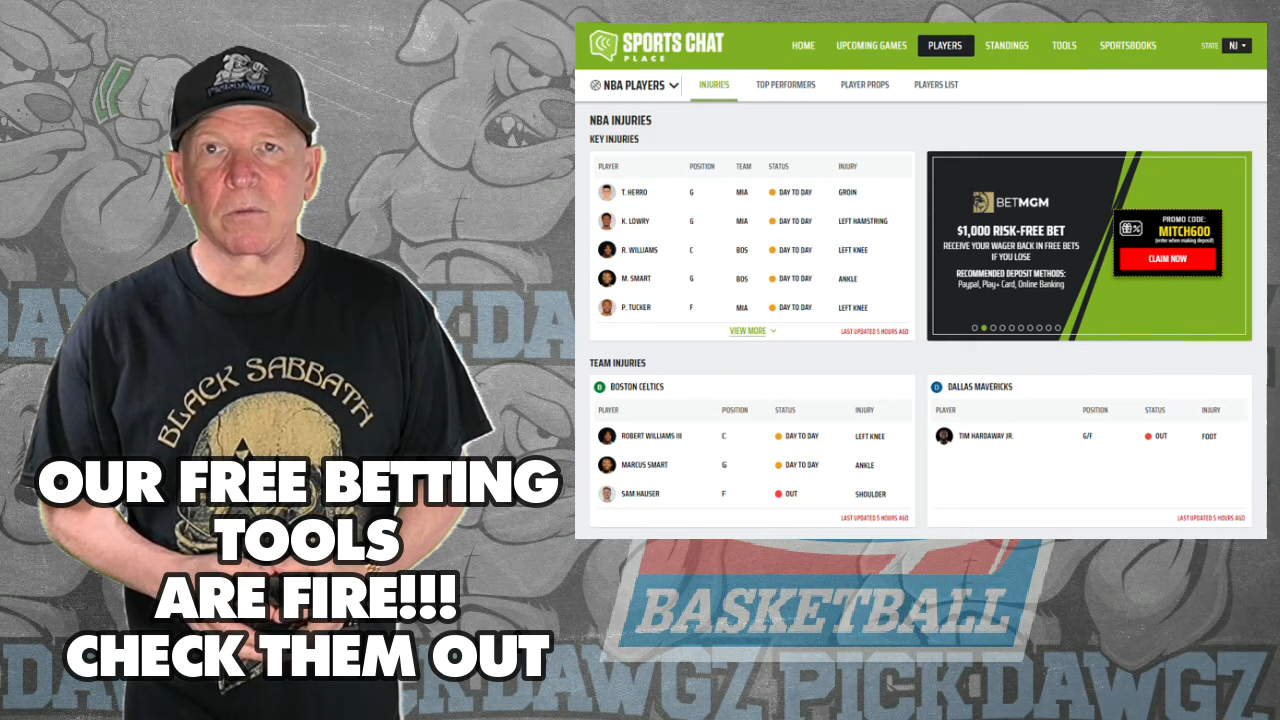 SPORTS CHAT
PLACE
HOME UPCOMING GAMES PLAYERS STANDINGS TOOLS SPORTSBOOKS STATE NJ
NBA PLAYERS INJURIES TOP PERFORMERS PLAYER PROPS PLAYERS LIST
NBA INJURIES
KEY INJURIES
PLAYER POSITION TEAM STATUS INJURY
T. HERRO G MIA DAY TO DAY GROIN
K. LOWRY G MIA DAY TO DAY LEFT HAMSTRING
R. WILLIAMS C BOS DAY TO DAY LEFT KNEE
M. SMART G BOS DAY TO DAY ANKLE
P. TUCKER F MIA DAY TO DAY LEFT KNEE
VIEW MORE LAST UPDATED 5 HOURS AGO
BETMGM
$1,000 RISK-FREE BET
RECEIVE YOUR WAGER BACK IN FREE BETS
IF YOU LOSE
RECOMMENDED DEPOSIT METHODS:
Paypal, Play+ Card, Online Banking
PROMO CODE:
MITCH600
(enter when making deposit)
CLAIM NOW
TEAM INJURIES
B BOSTON CELTICS
PLAYER POSITION STATUS INJURY
ROBERT WILLIAMS III C DAY TO DAY LEFT KNEE
MARCUS SMART G DAY TO DAY ANKLE
SAM HAUSER F OUT SHOULDER
LAST UPDATED 5 HOURS AGO
D DALLAS MAVERICKS
PLAYER POSITION STATUS INJURY
TIM HARDAWAY JR. G/F OUT FOOT
LAST UPDATED 5 HOURS AGO
PICKDAWGZ
BLACK SABBATH
OUR FREE BETTING
TOOLS
ARE FIRE!!!
CHECK THEM OUT
BASKETBALL
PICKDAWGZ PICKDAWGZ